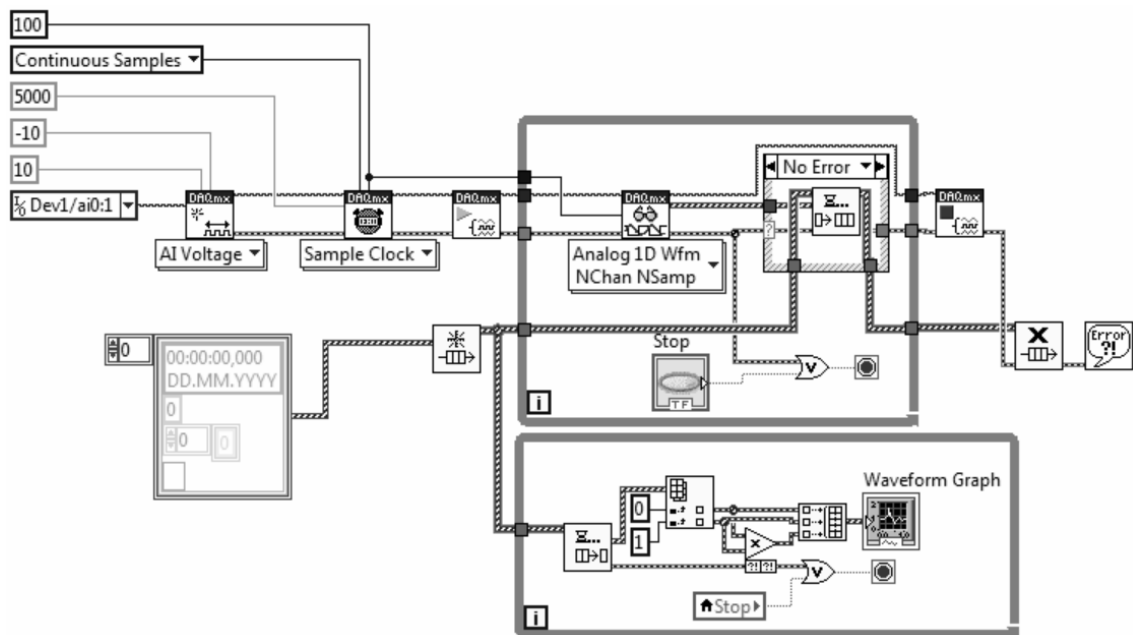 100
Continuous Samples
5000
-10
10
Dev1/ai0:1
DAQmx
DAQmx
DAQmx
DAQmx
DAQmx
AI Voltage
Sample Clock
Analog 1D Wfm
NChan NSamp
No Error
?
0
00:00:00,000
DD.MM.YYYY
0
0
0
Stop
TF
V
i
Error
?!
Waveform Graph
0
1
X
?! ?!
V
Stop
i